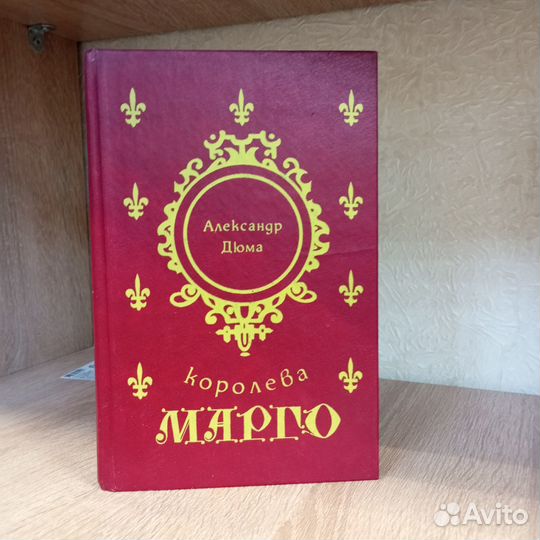 Александр
Дюма
королева
МАРГО
Avito